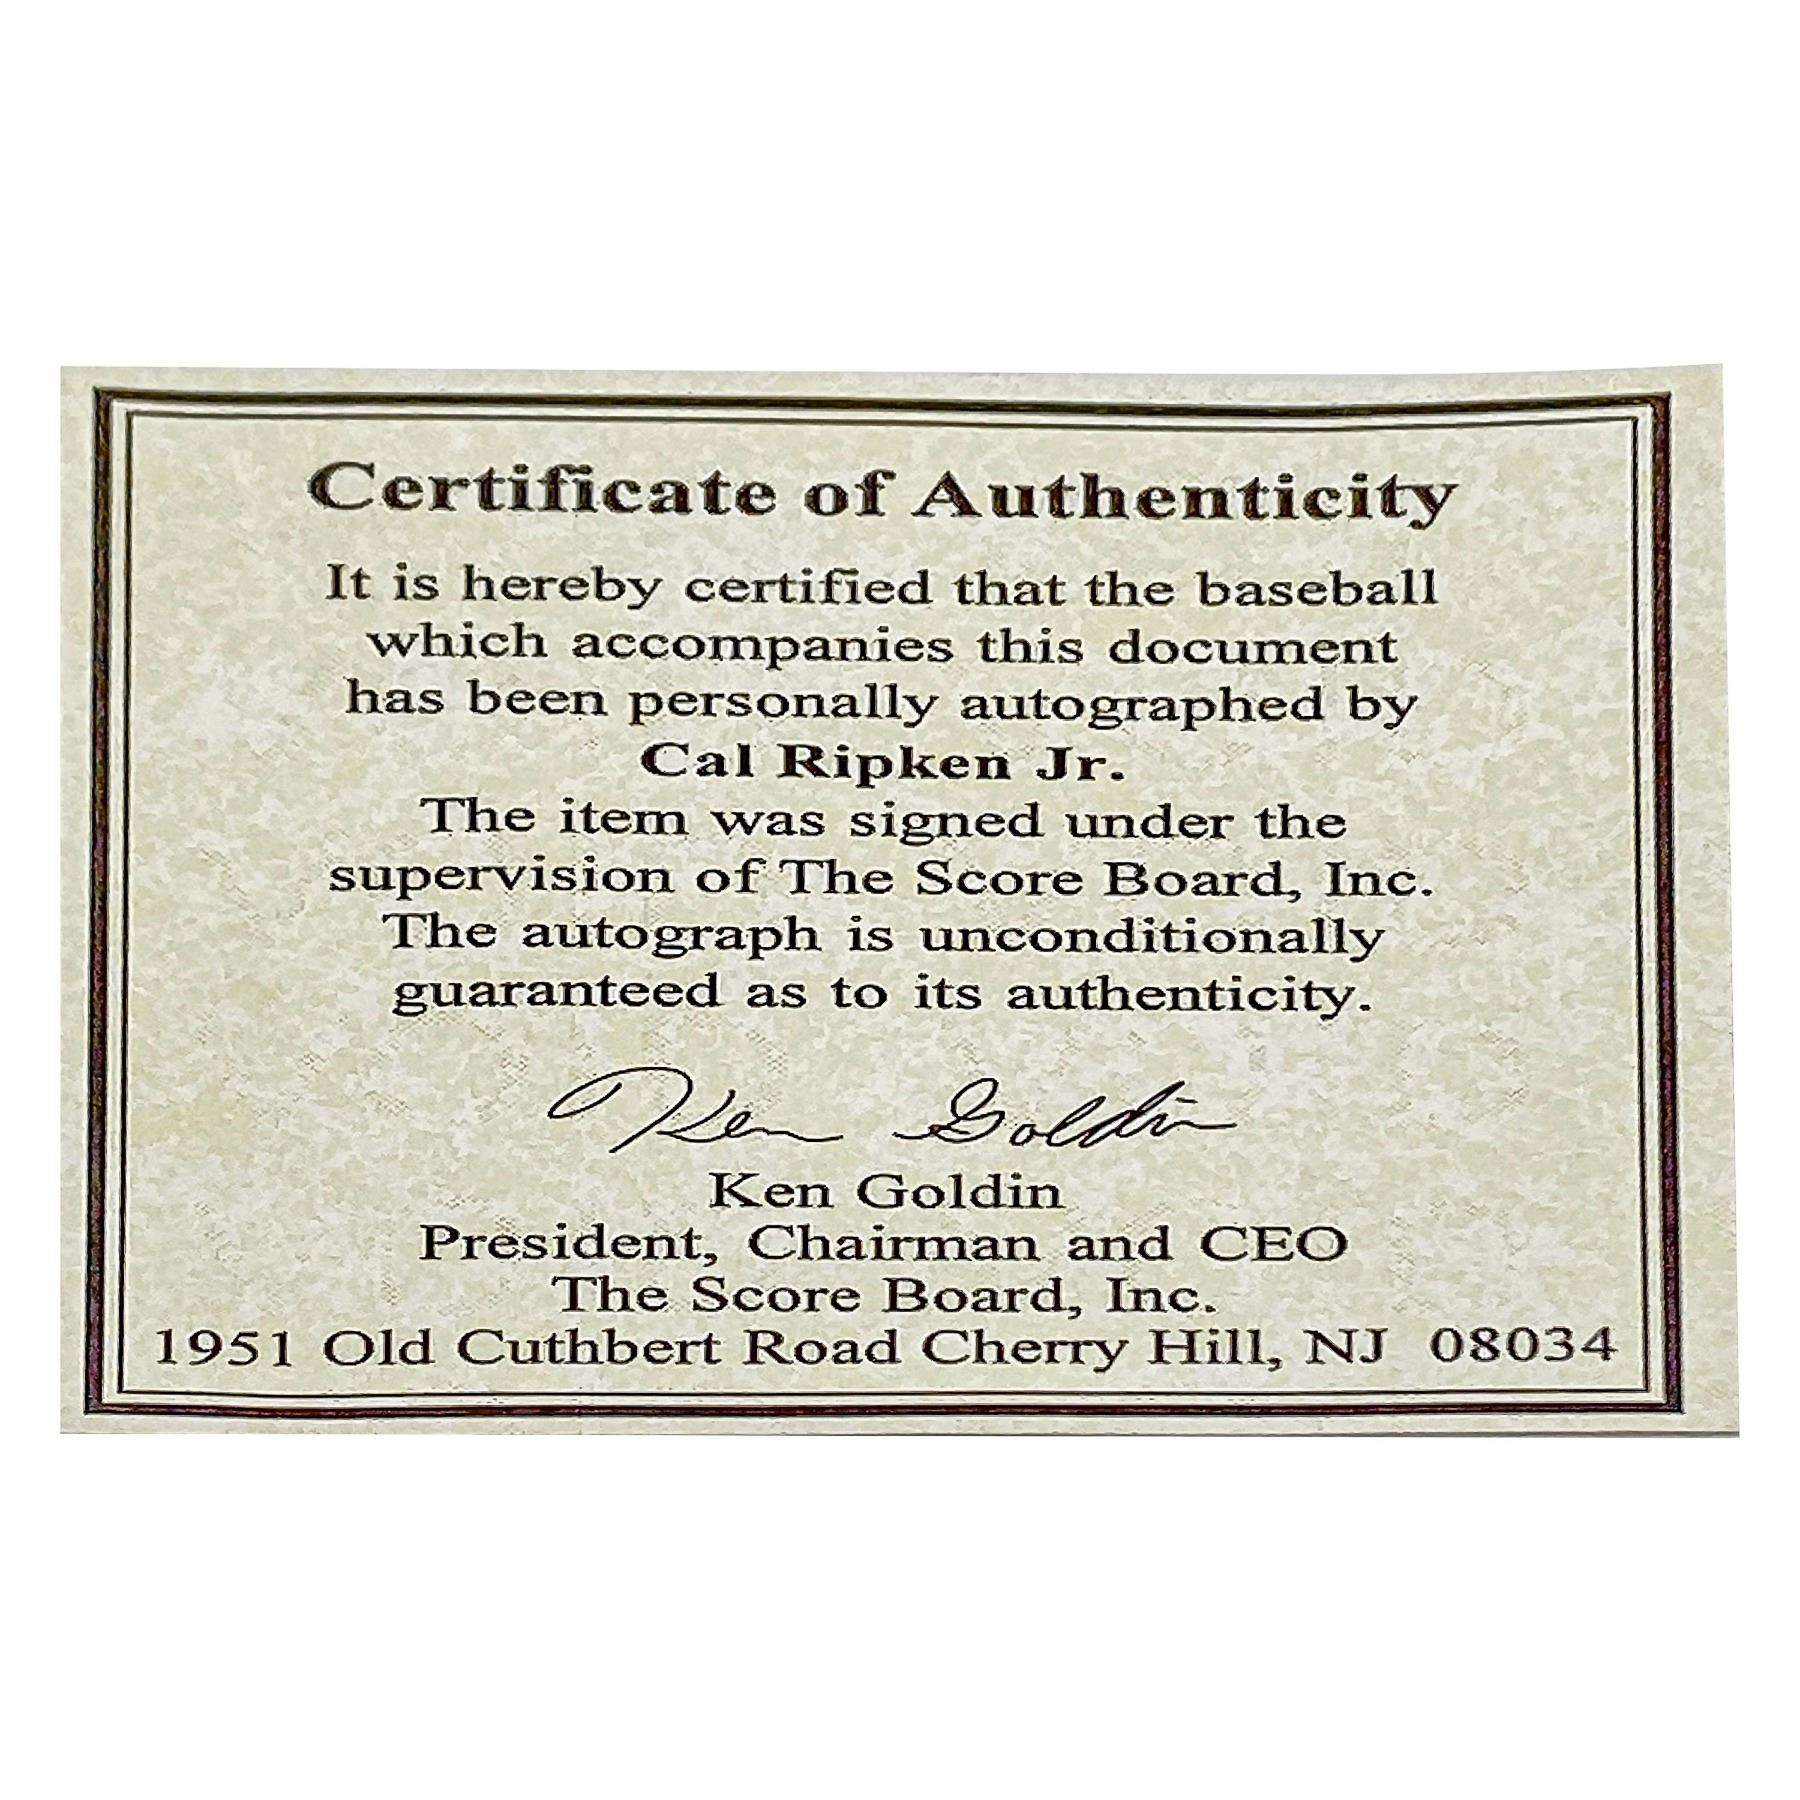 Certificate of Authenticity
It is hereby certified that the baseball
which accompanies this document
has been personally autographed by
Cal Ripken Jr.
The item was signed under the
supervision of The Score Board, Inc.
The autograph is unconditionally
guaranteed as to its authenticity.
Ken Goldin
Ken Goldin
President, Chairman and CEO
The Score Board, Inc.
1951 Old Cuthbert Road Cherry Hill, NJ 08034